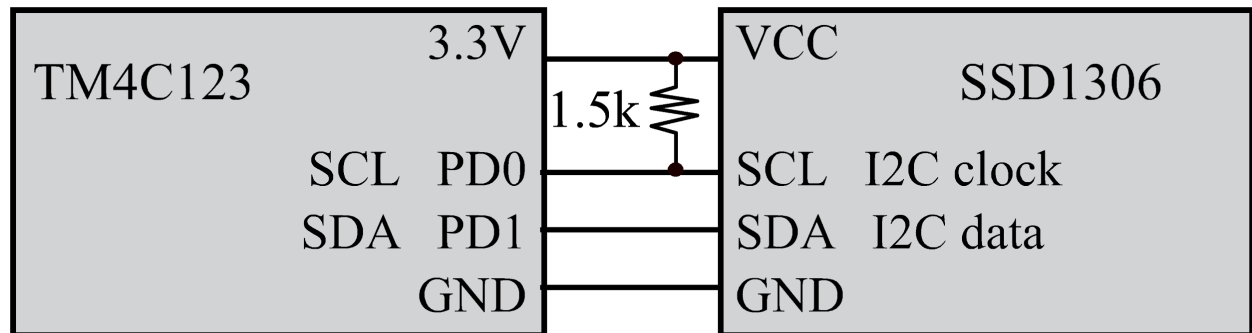 3.3V
TM4C123
SCL PD0
SDA PD1
GND
1.5k
VCC
SSD1306
SCL I2C clock
SDA I2C data
GND